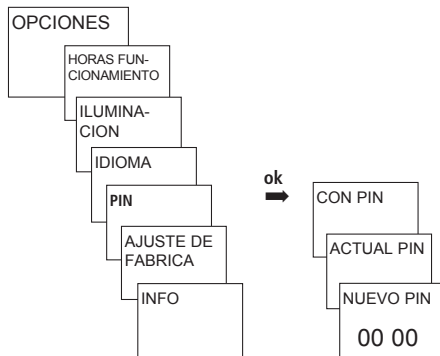 OPCIONES
HORAS FUN-
CIONAMIENTO
ILUMINA-
CION
IDIOMA
PIN
AJUSTE DE
FABRICA
INFO
ok
CON PIN
ACTUAL PIN
NUEVO PIN
00 00